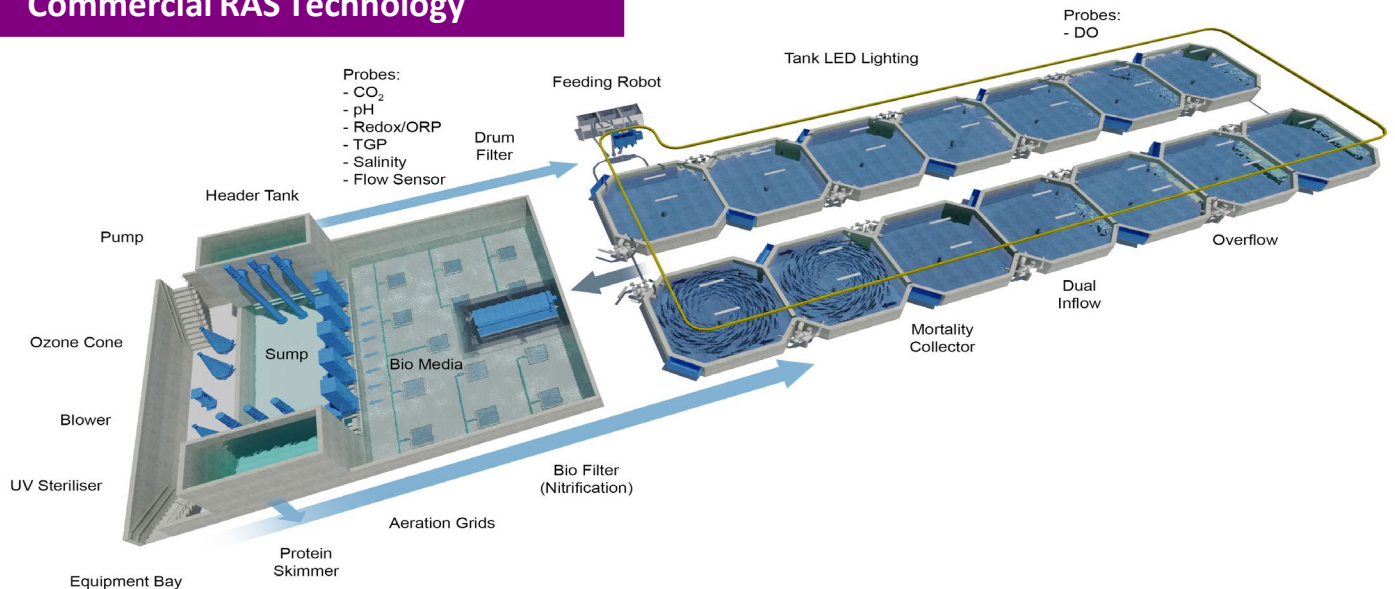 Commercial RAS Technology
Probes:
- DO
Tank LED Lighting
Probes:
- CO₂
- pH
- Redox/ORP
- TGP
- Salinity
- Flow Sensor
Feeding Robot
Drum
Filter
Header Tank
Pump
Overflow
Dual
Inflow
Mortality
Collector
Ozone Cone
Sump
Bio Media
Blower
Bio Filter
(Nitrification)
UV Steriliser
Aeration Grids
Protein
Skimmer
Equipment Bay